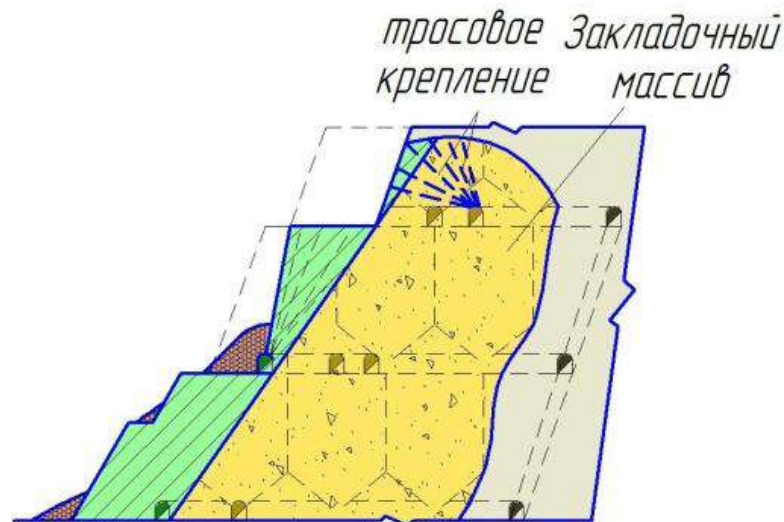 тросовое
крепление
Закладочный
массив